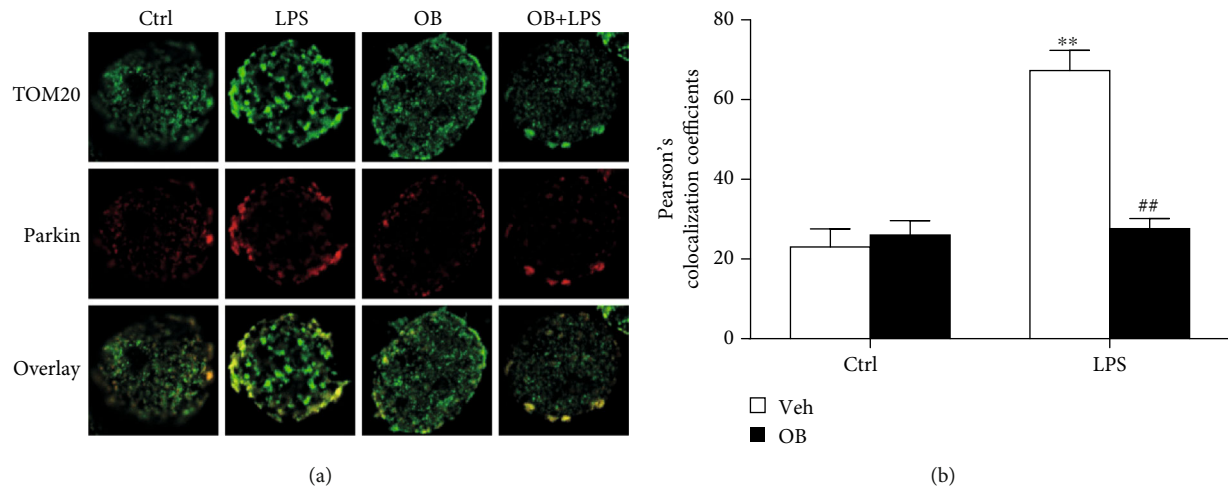 Ctrl LPS OB OB+LPS
TOM20
Parkin
Overlay
(a)
Pearson's
colocalization coefficients
80
60
40
20
0
**
##
Ctrl LPS
Veh
OB
(b)